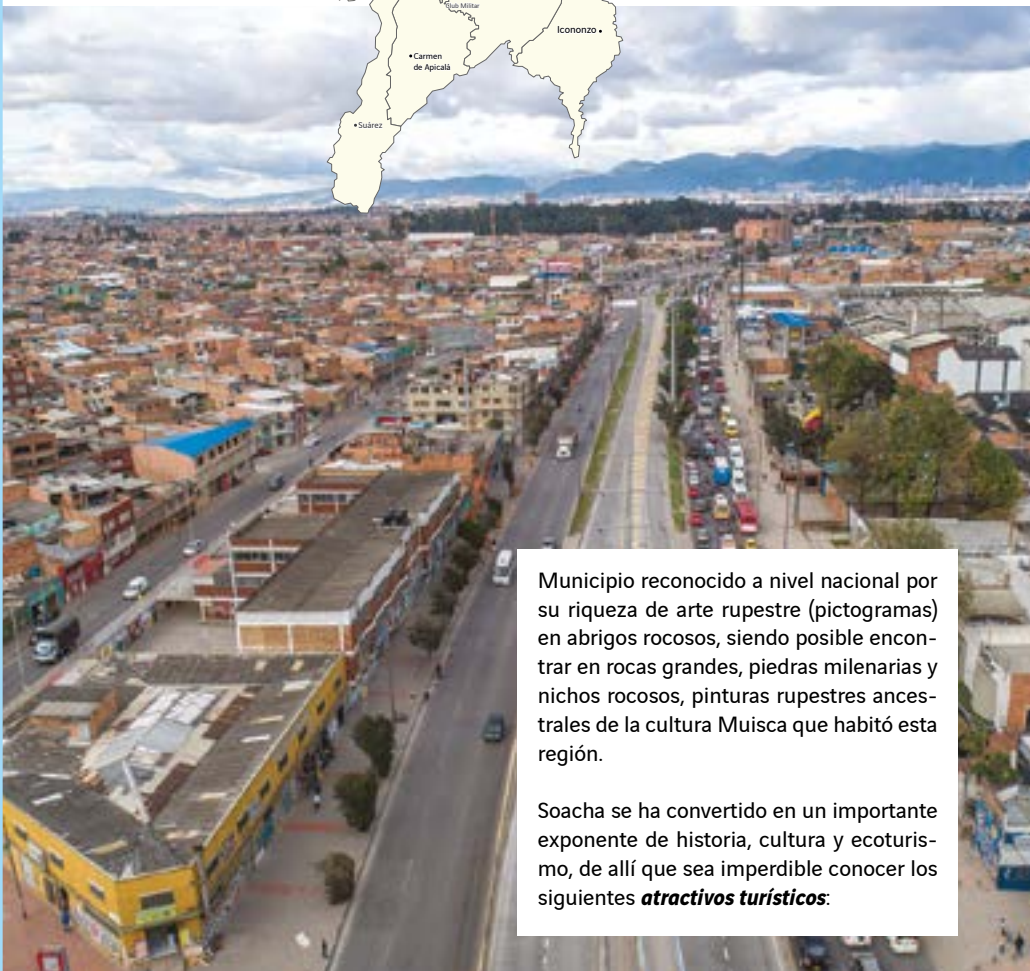 Club Militar
Icononzo
Carmen
de Apicalá
Suárez
Municipio reconocido a nivel nacional por
su riqueza de arte rupestre (pictogramas)
en abrigos rocosos, siendo posible encon-
trar en rocas grandes, piedras milenarias y
nichos rocosos, pinturas rupestres ances-
trales de la cultura Muisca que habitó esta
región.
Soacha se ha convertido en un importante
exponente de historia, cultura y ecoturis-
mo, de allí que sea imperdible conocer los
siguientes atractivos turísticos: